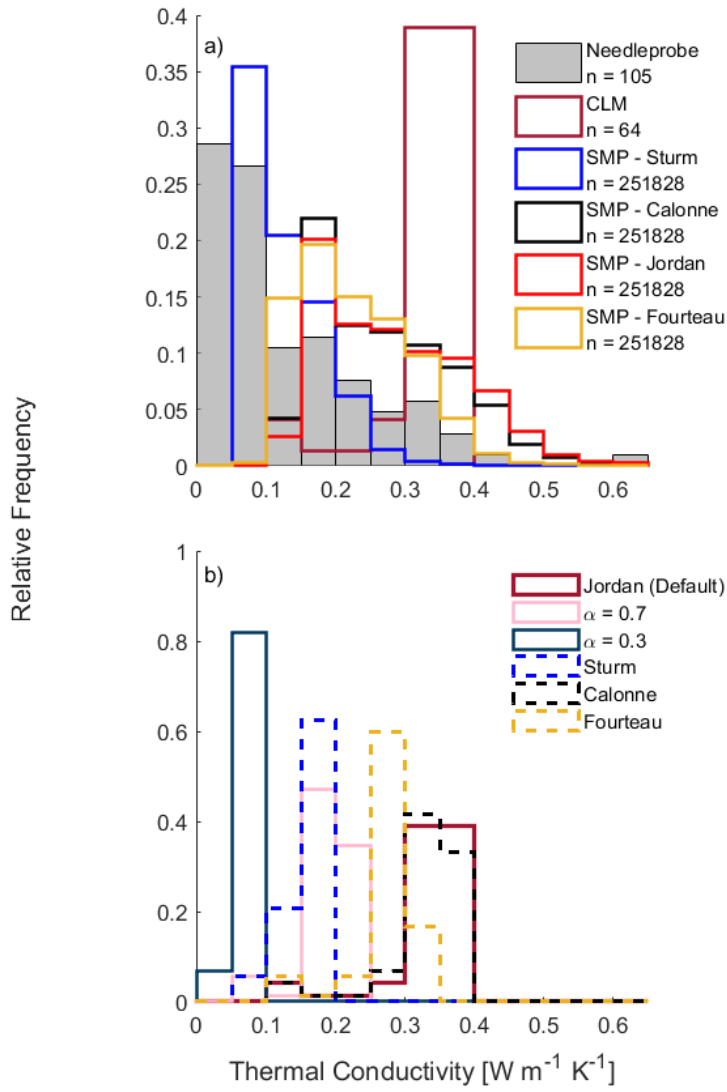 a)
0.4
0.35
0.3
0.25
0.2
0.15
0.1
0.05
0
0 0.1 0.2 0.3 0.4 0.5 0.6
Needleprobe
n = 105
CLM
n = 64
SMP - Sturm
n = 251828
SMP - Calonne
n = 251828
SMP - Jordan
n = 251828
SMP - Fourteau
n = 251828
Relative Frequency
b)
1
0.8
0.6
0.4
0.2
0
0 0.1 0.2 0.3 0.4 0.5 0.6
Jordan (Default)
α = 0.7
α = 0.3
Sturm
Calonne
Fourteau
Thermal Conductivity [W m⁻¹ K⁻¹]